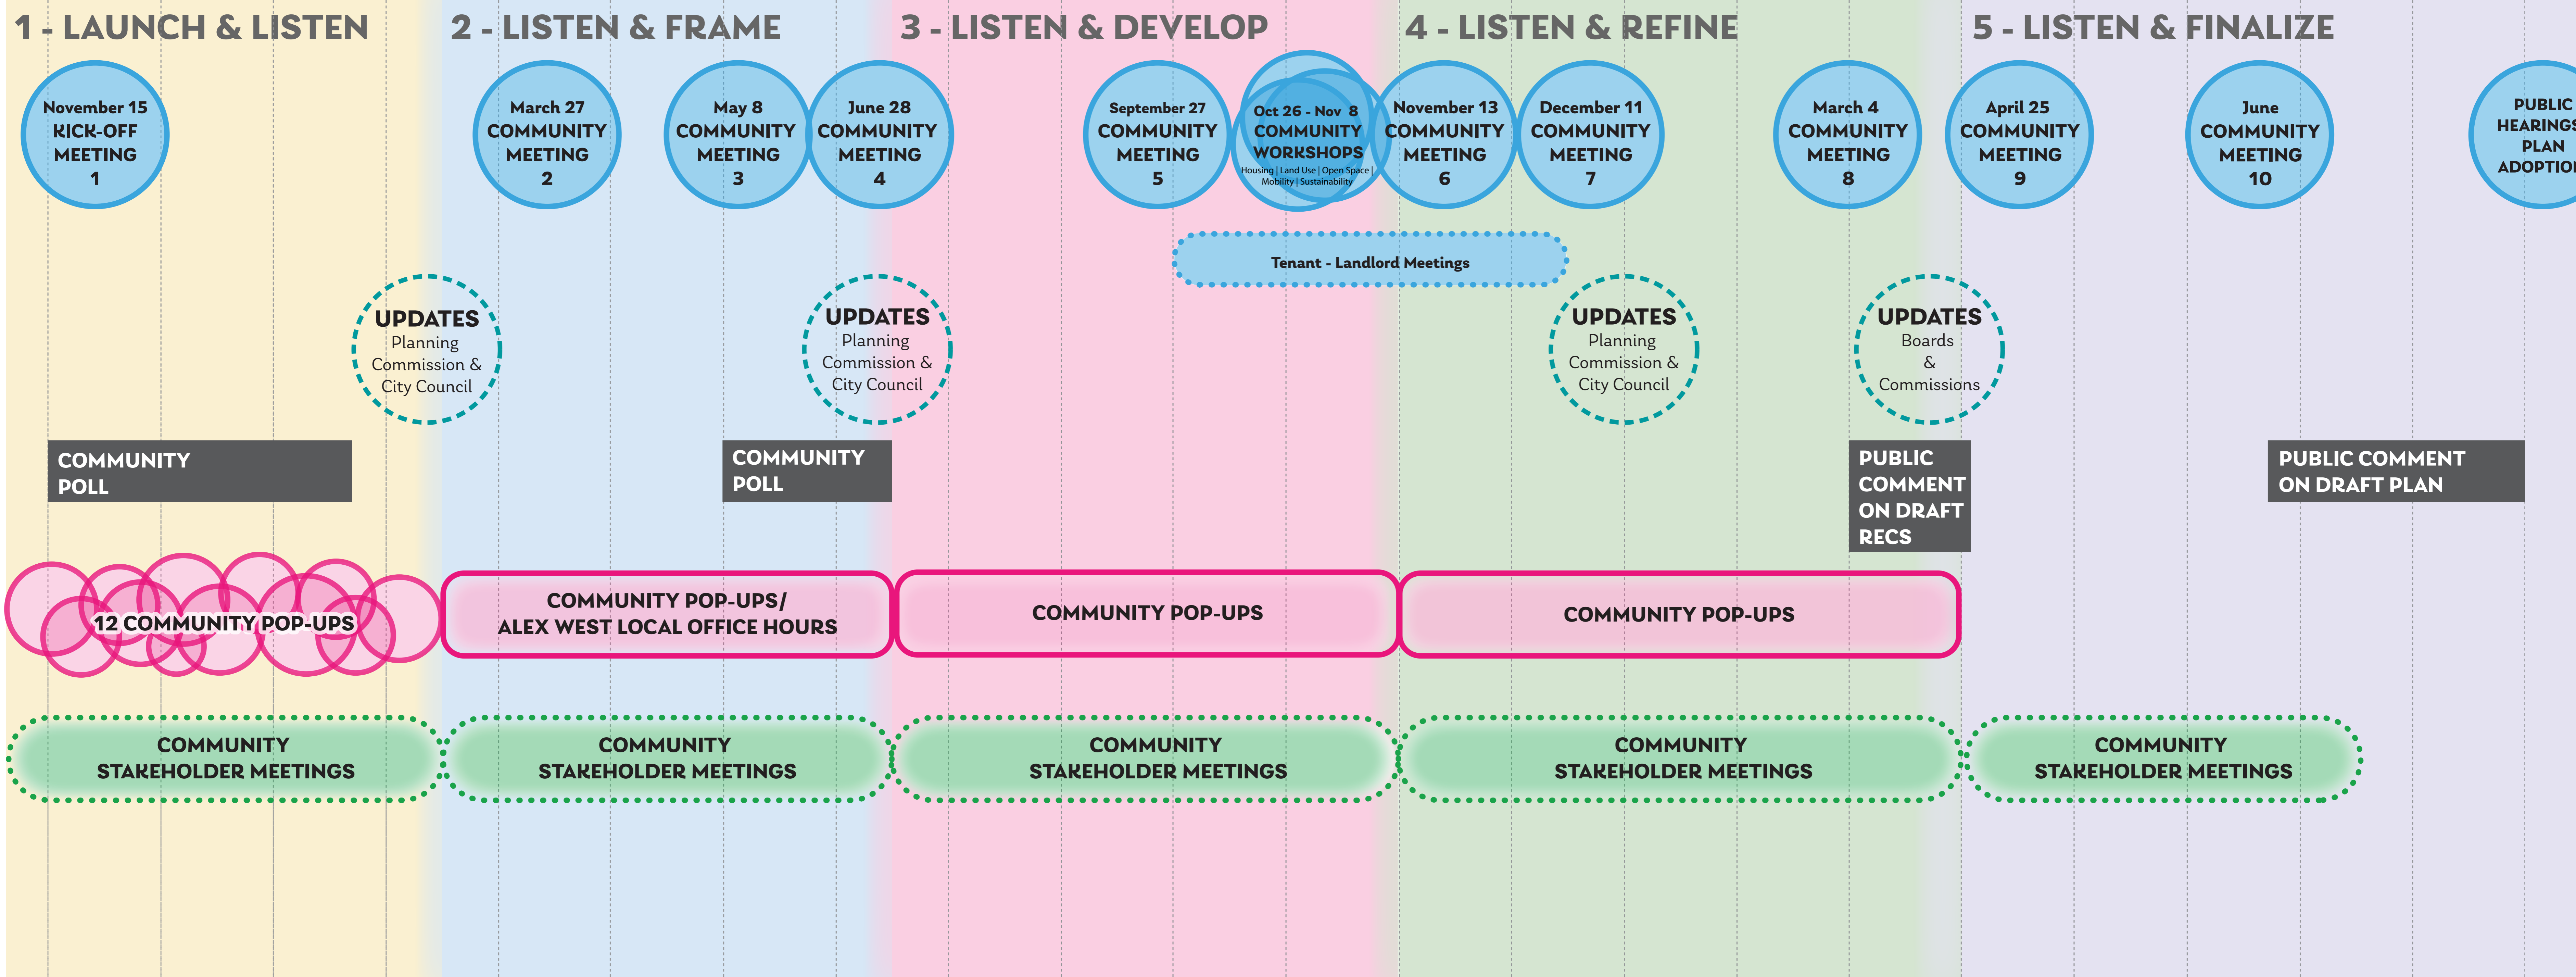 1 - LAUNCH & LISTEN
2 - LISTEN & FRAME
3 - LISTEN & DEVELOP
4 - LISTEN & REFINE
5 - LISTEN & FINALIZE
November 15
KICK-OFF
MEETING
1
March 27
COMMUNITY
MEETING
2
May 8
COMMUNITY
MEETING
3
June 28
COMMUNITY
MEETING
4
September 27
COMMUNITY
MEETING
5
Oct 26 - Nov 8
COMMUNITY
WORKSHOPS
Housing | Land Use | Open Space |
Mobility | Sustainability
November 13
COMMUNITY
MEETING
6
December 11
COMMUNITY
MEETING
7
March 4
COMMUNITY
MEETING
8
April 25
COMMUNITY
MEETING
9
June
COMMUNITY
MEETING
10
PUBLIC
HEARINGS
PLAN
ADOPTION
Tenant - Landlord Meetings
UPDATES
Planning
Commission &
City Council
UPDATES
Planning
Commission &
City Council
UPDATES
Planning
Commission &
City Council
UPDATES
Boards
&
Commissions
COMMUNITY
POLL
COMMUNITY
POLL
PUBLIC
COMMENT
ON DRAFT
RECS
PUBLIC COMMENT
ON DRAFT PLAN
12 COMMUNITY POP-UPS
COMMUNITY POP-UPS/
ALEX WEST LOCAL OFFICE HOURS
COMMUNITY POP-UPS
COMMUNITY POP-UPS
COMMUNITY
STAKEHOLDER MEETINGS
COMMUNITY
STAKEHOLDER MEETINGS
COMMUNITY
STAKEHOLDER MEETINGS
COMMUNITY
STAKEHOLDER MEETINGS
COMMUNITY
STAKEHOLDER MEETINGS